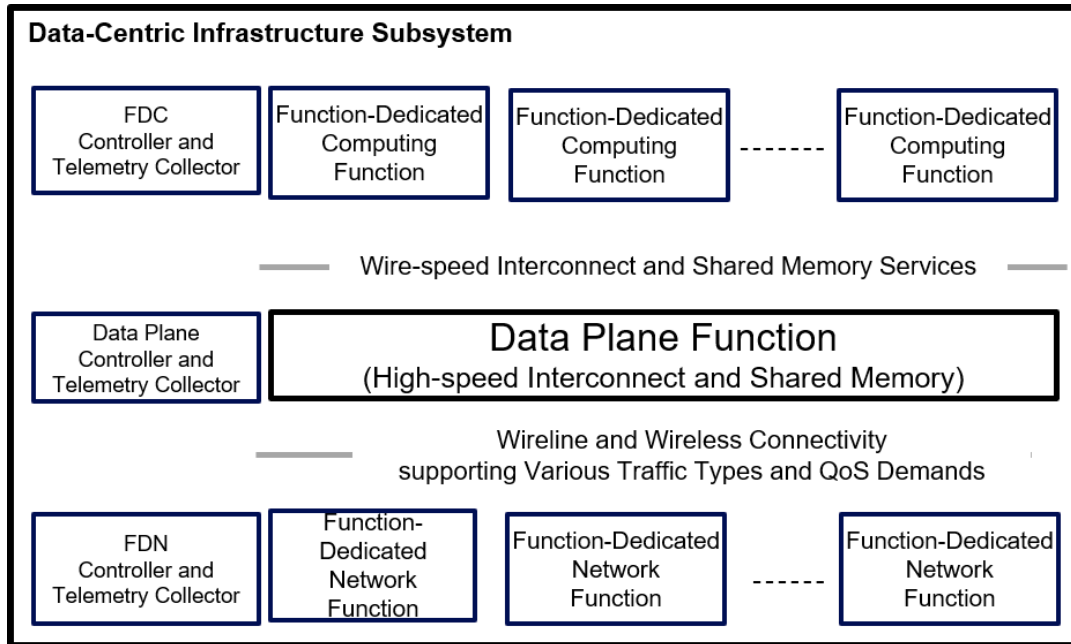 Data-Centric Infrastructure Subsystem
FDC
Controller and
Telemetry Collector
Function-Dedicated
Computing
Function
Function-Dedicated
Computing
Function
Function-Dedicated
Computing
Function
Wire-speed Interconnect and Shared Memory Services
Data Plane
Controller and
Telemetry Collector
Data Plane Function
(High-speed Interconnect and Shared Memory)
Wireline and Wireless Connectivity
supporting Various Traffic Types and QoS Demands
FDN
Controller and
Telemetry Collector
Function-
Dedicated
Network
Function
Function-Dedicated
Network
Function
Function-Dedicated
Network
Function